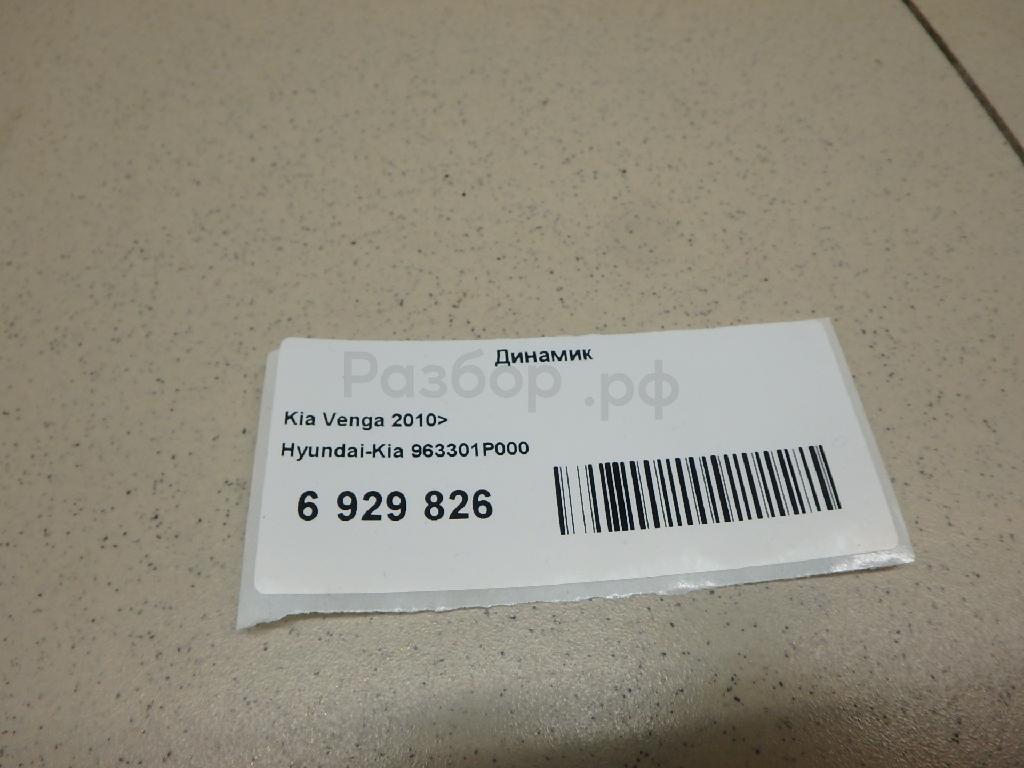 Динамик
Разбор.рф
Kia Venga 2010>
Hyundai-Kia 963301P000
6 929 826